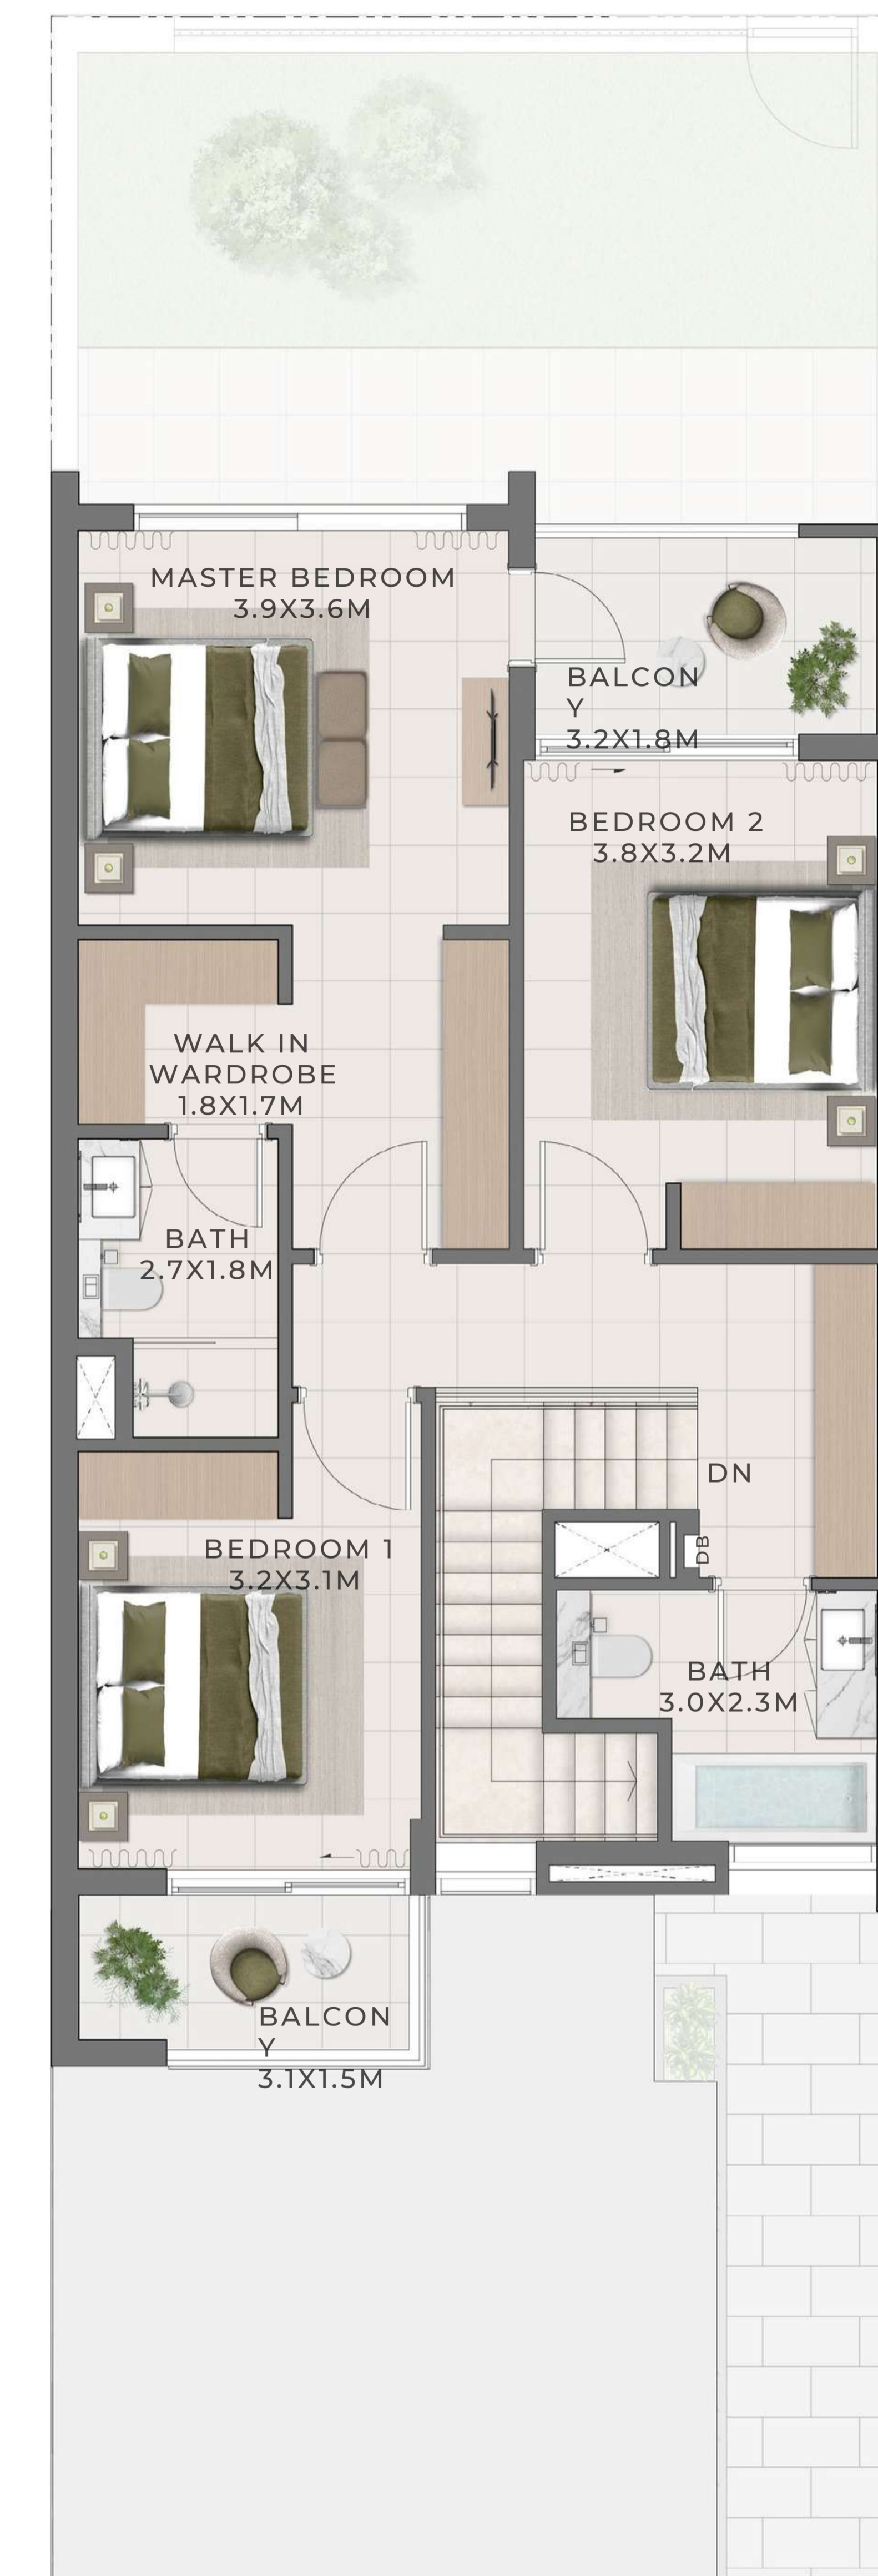 MASTER BEDROOM
3.9X3.6M
BALCON
Y
3.2X1.8M
BEDROOM 2
3.8X3.2M
WALK IN
WARDROBE
1.8X1.7M
BATH
2.7X1.8M
DN
DB
BEDROOM 1
3.2X3.1M
BATH
3.0X2.3M
BALCON
Y
3.1X1.5M